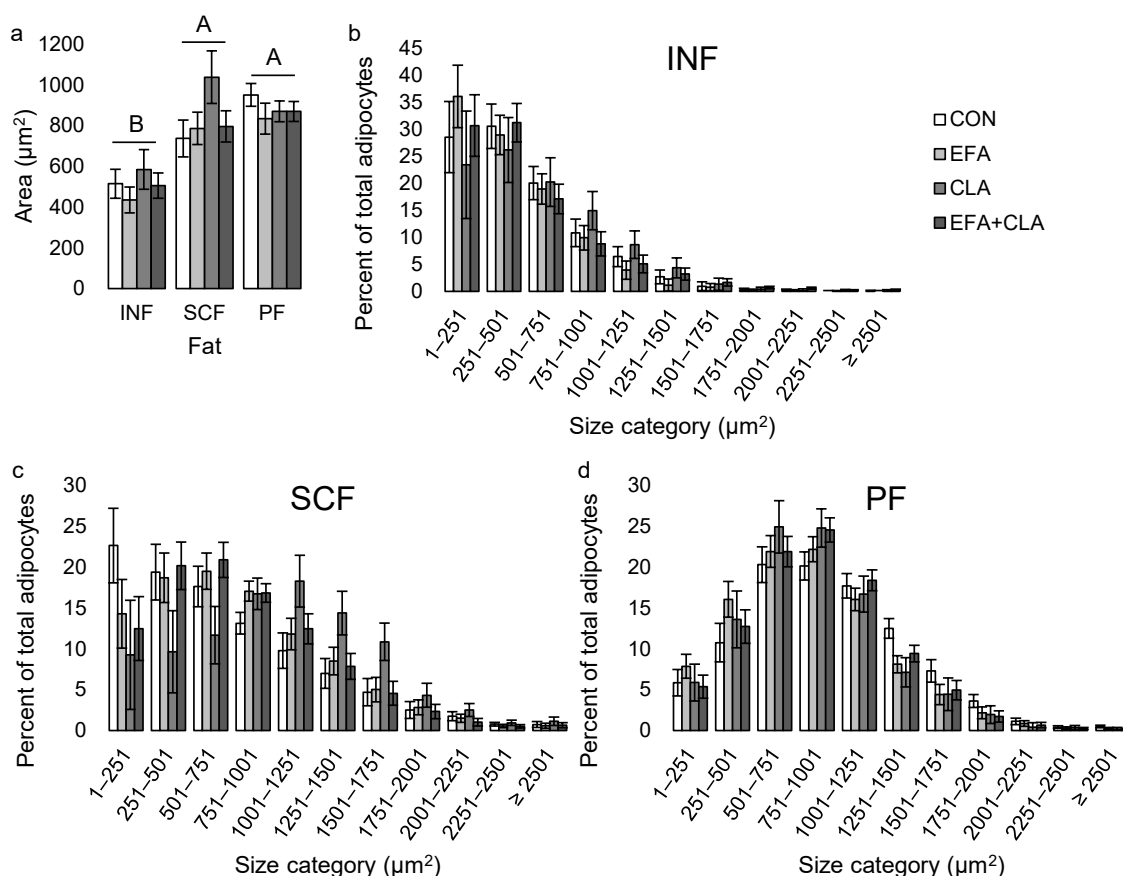 a
1200
1000
800
600
400
200
0
Area (µm²)
B
A
A
INF SCF PF
Fat
b
INF
45
40
35
30
25
20
15
10
5
0
Percent of total adipocytes
1–251
251–501
501–751
751–1001
1001–1251
1251–1501
1501–1751
1751–2001
2001–2251
2251–2501
≥ 2501
Size category (µm²)
CON
EFA
CLA
EFA+CLA
c
SCF
30
25
20
15
10
5
0
Percent of total adipocytes
1–251
251–501
501–751
751–1001
1001–1251
1251–1501
1501–1751
1751–2001
2001–2251
2251–2501
≥ 2501
Size category (µm²)
d
PF
30
25
20
15
10
5
0
Percent of total adipocytes
1–251
251–501
501–751
751–1001
1001–1251
1251–1501
1501–1751
1751–2001
2001–2251
2251–2501
≥ 2501
Size category (µm²)